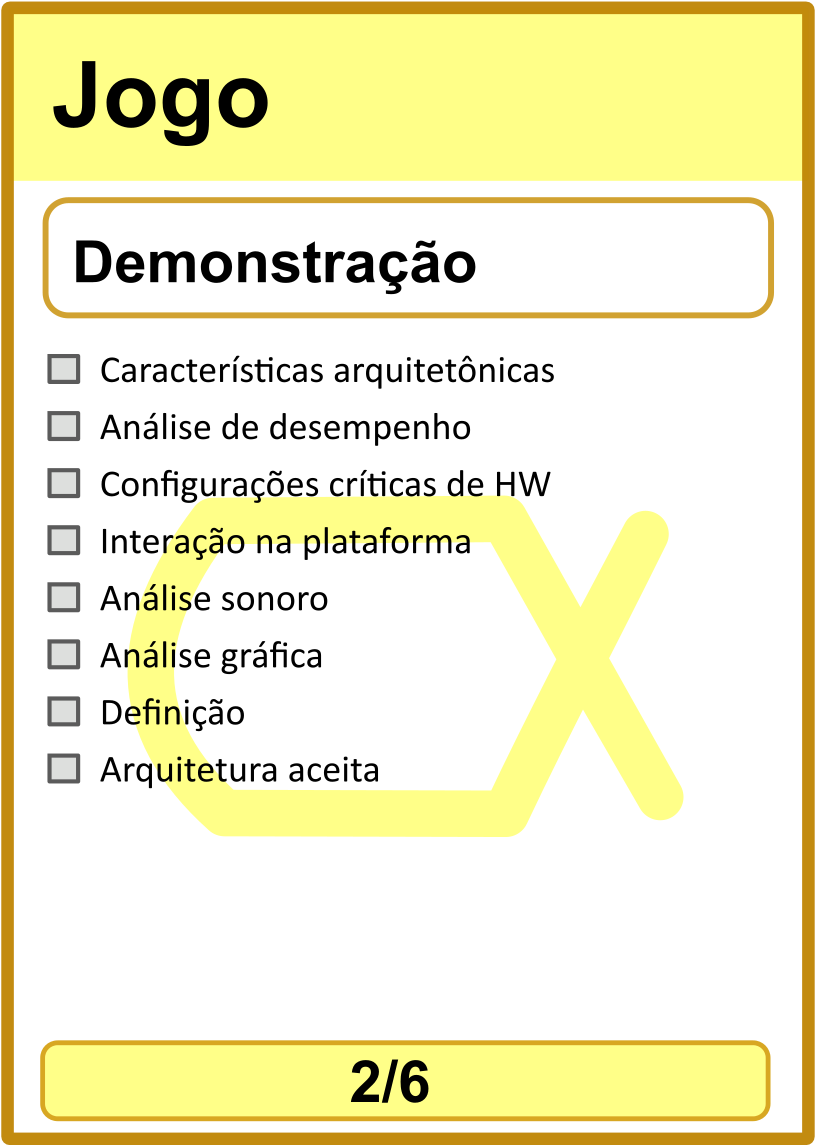 Jogo
Demonstração
Características arquitetônicas
Análise de desempenho
Configurações críticas de HW
Interação na plataforma
Análise sonoro
Análise gráfica
Definição
Arquitetura aceita
2/6